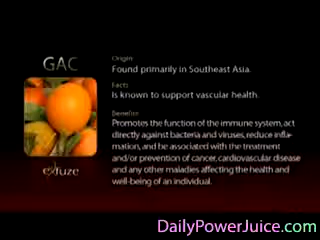 GAC
Origin:
Found primarily in Southeast Asia.
Fact:
Is known to support vascular health.
Benefits:
Promotes the function of the immune system, act
directly against bacteria and viruses, reduce infla-
mation, and be associated with the treatment
and/or prevention of cancer, cardiovascular disease
and any other maladies affecting the health and
well-being of an individual.
exfuze
DailyPowerJuice.com